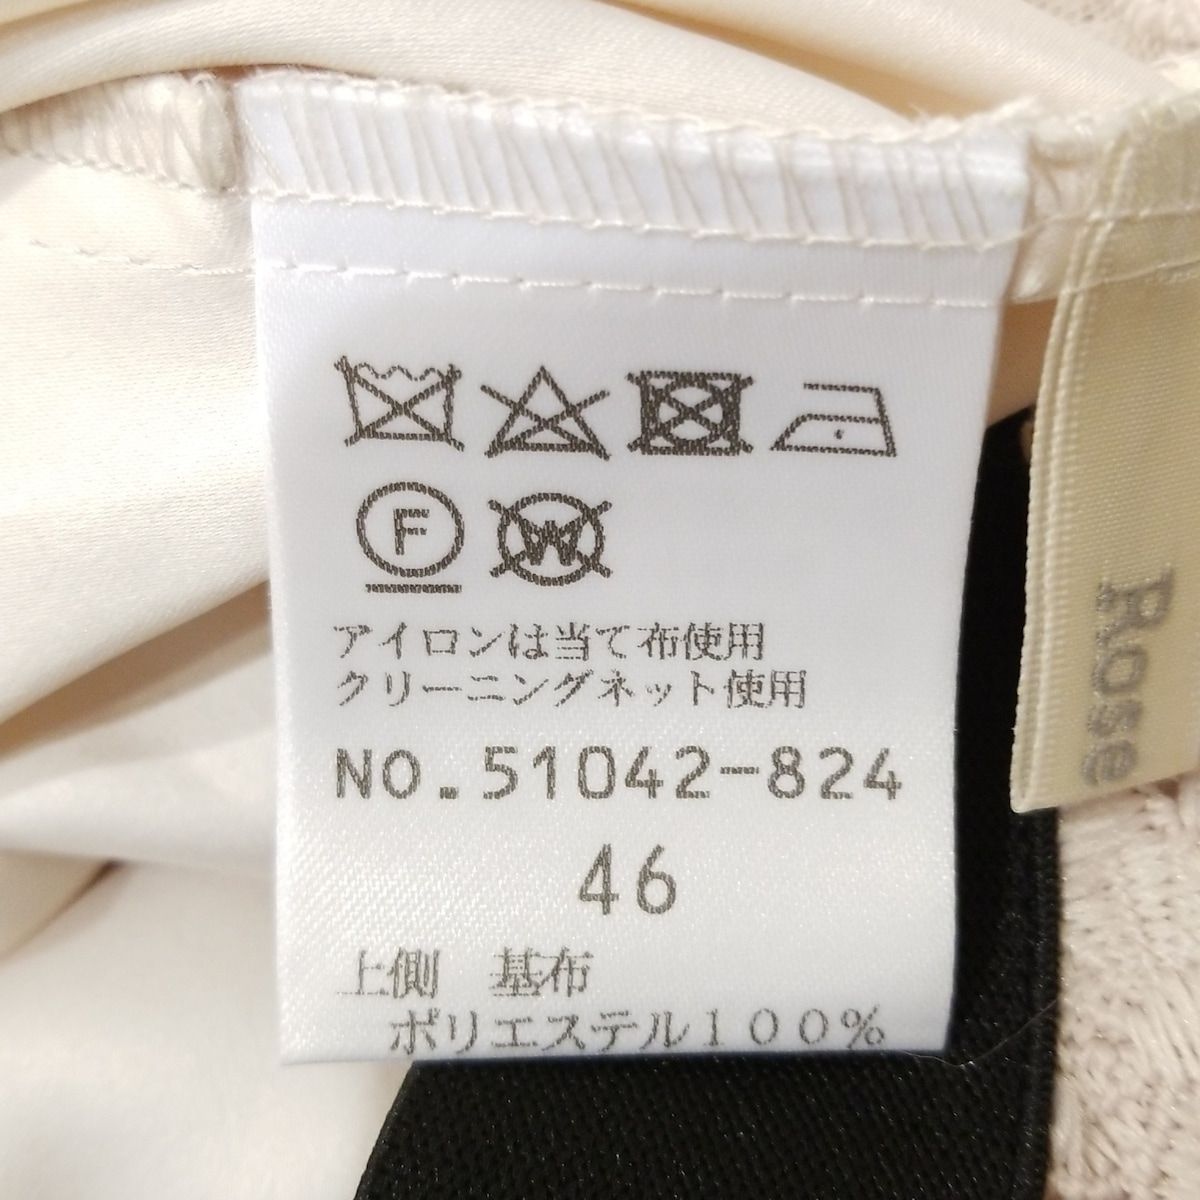 F W
アイロンは当て布使用
クリーニングネット使用
NO.51042-824
46
上側 基布
ポリエステル100%
Rose